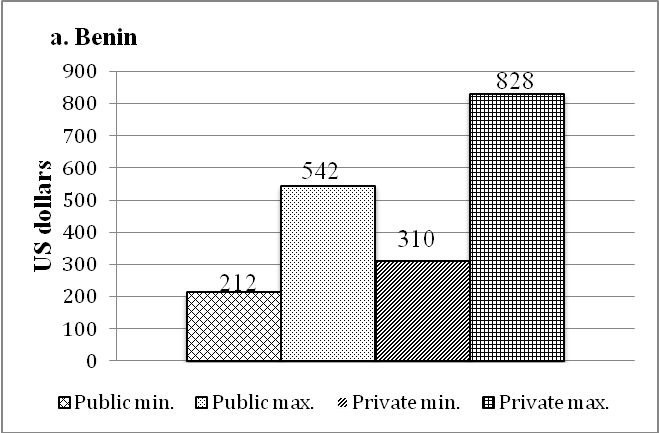 a. Benin
US dollars
900
800
700
600
500
400
300
200
100
0
212
542
310
828
Public min.
Public max.
Private min.
Private max.